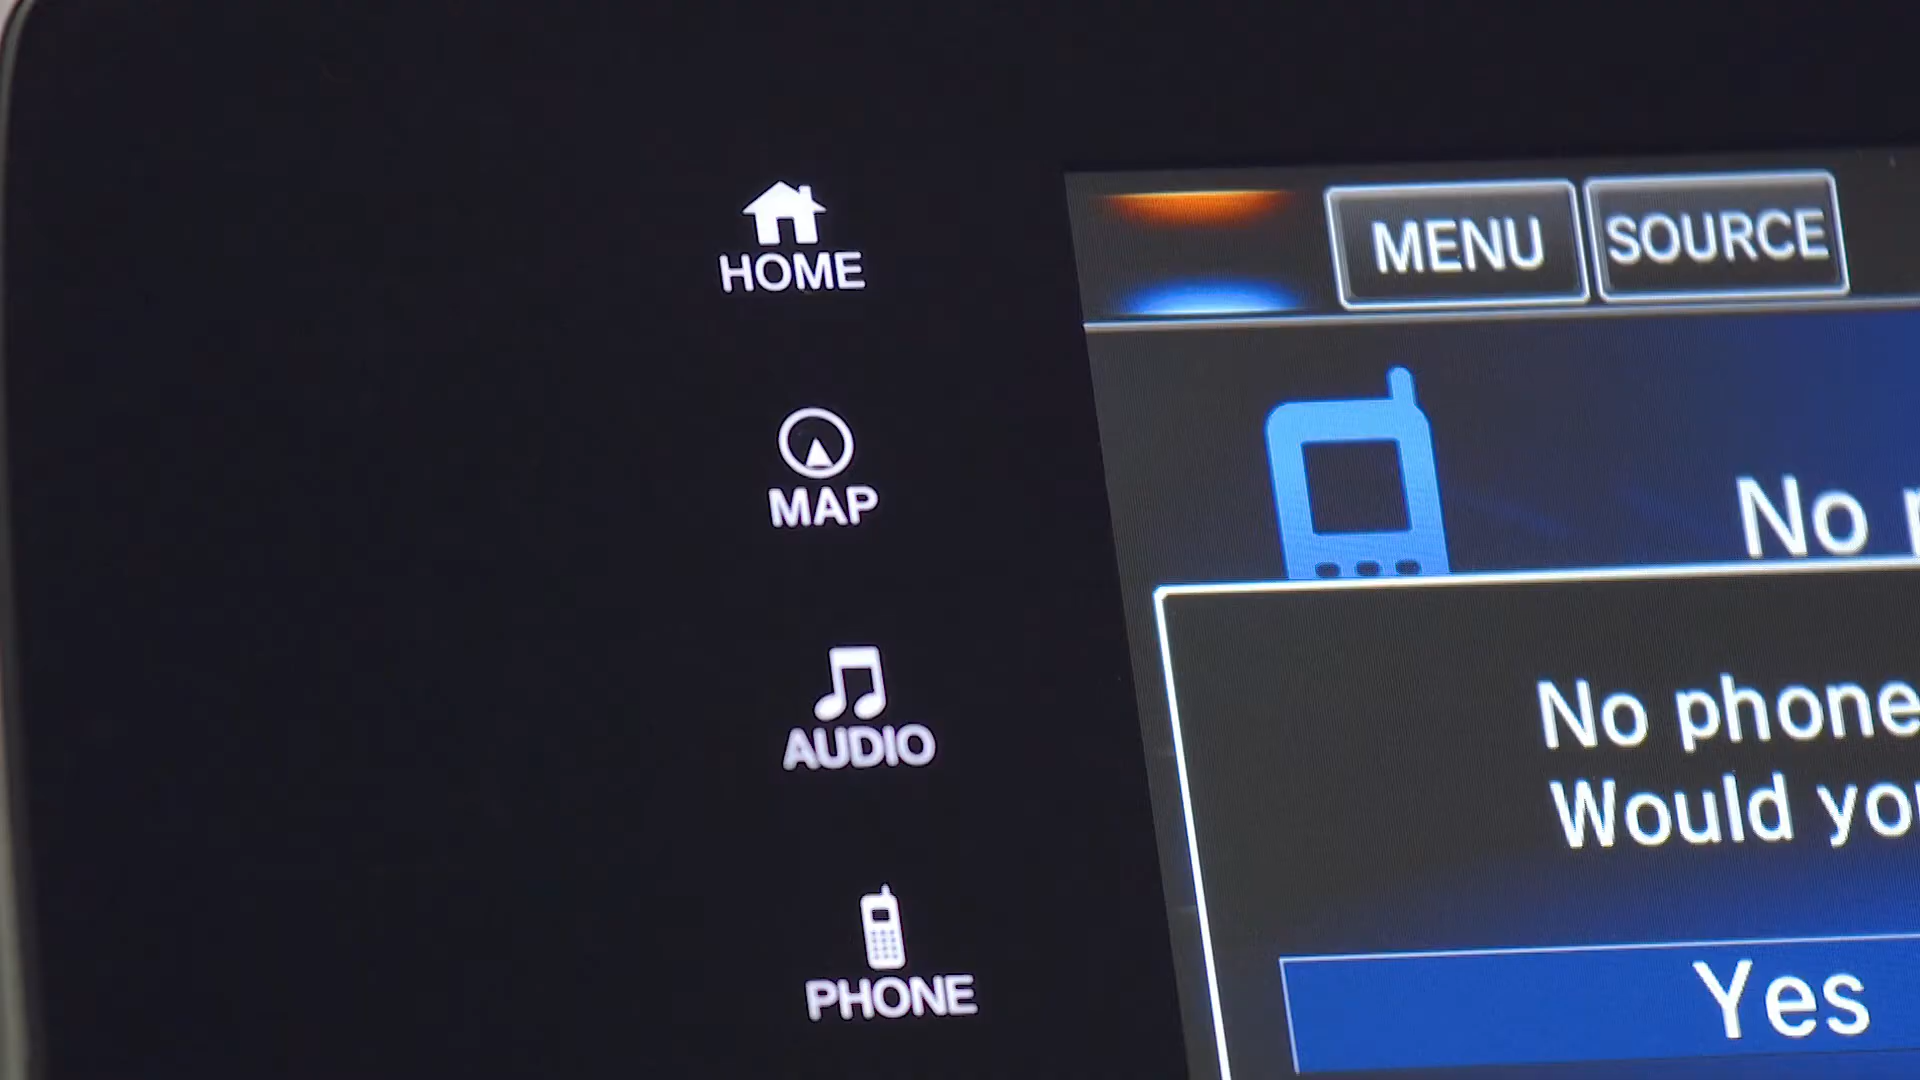 HOME
MAP
AUDIO
PHONE
MENU
SOURCE
No
No phone
Would
Yes